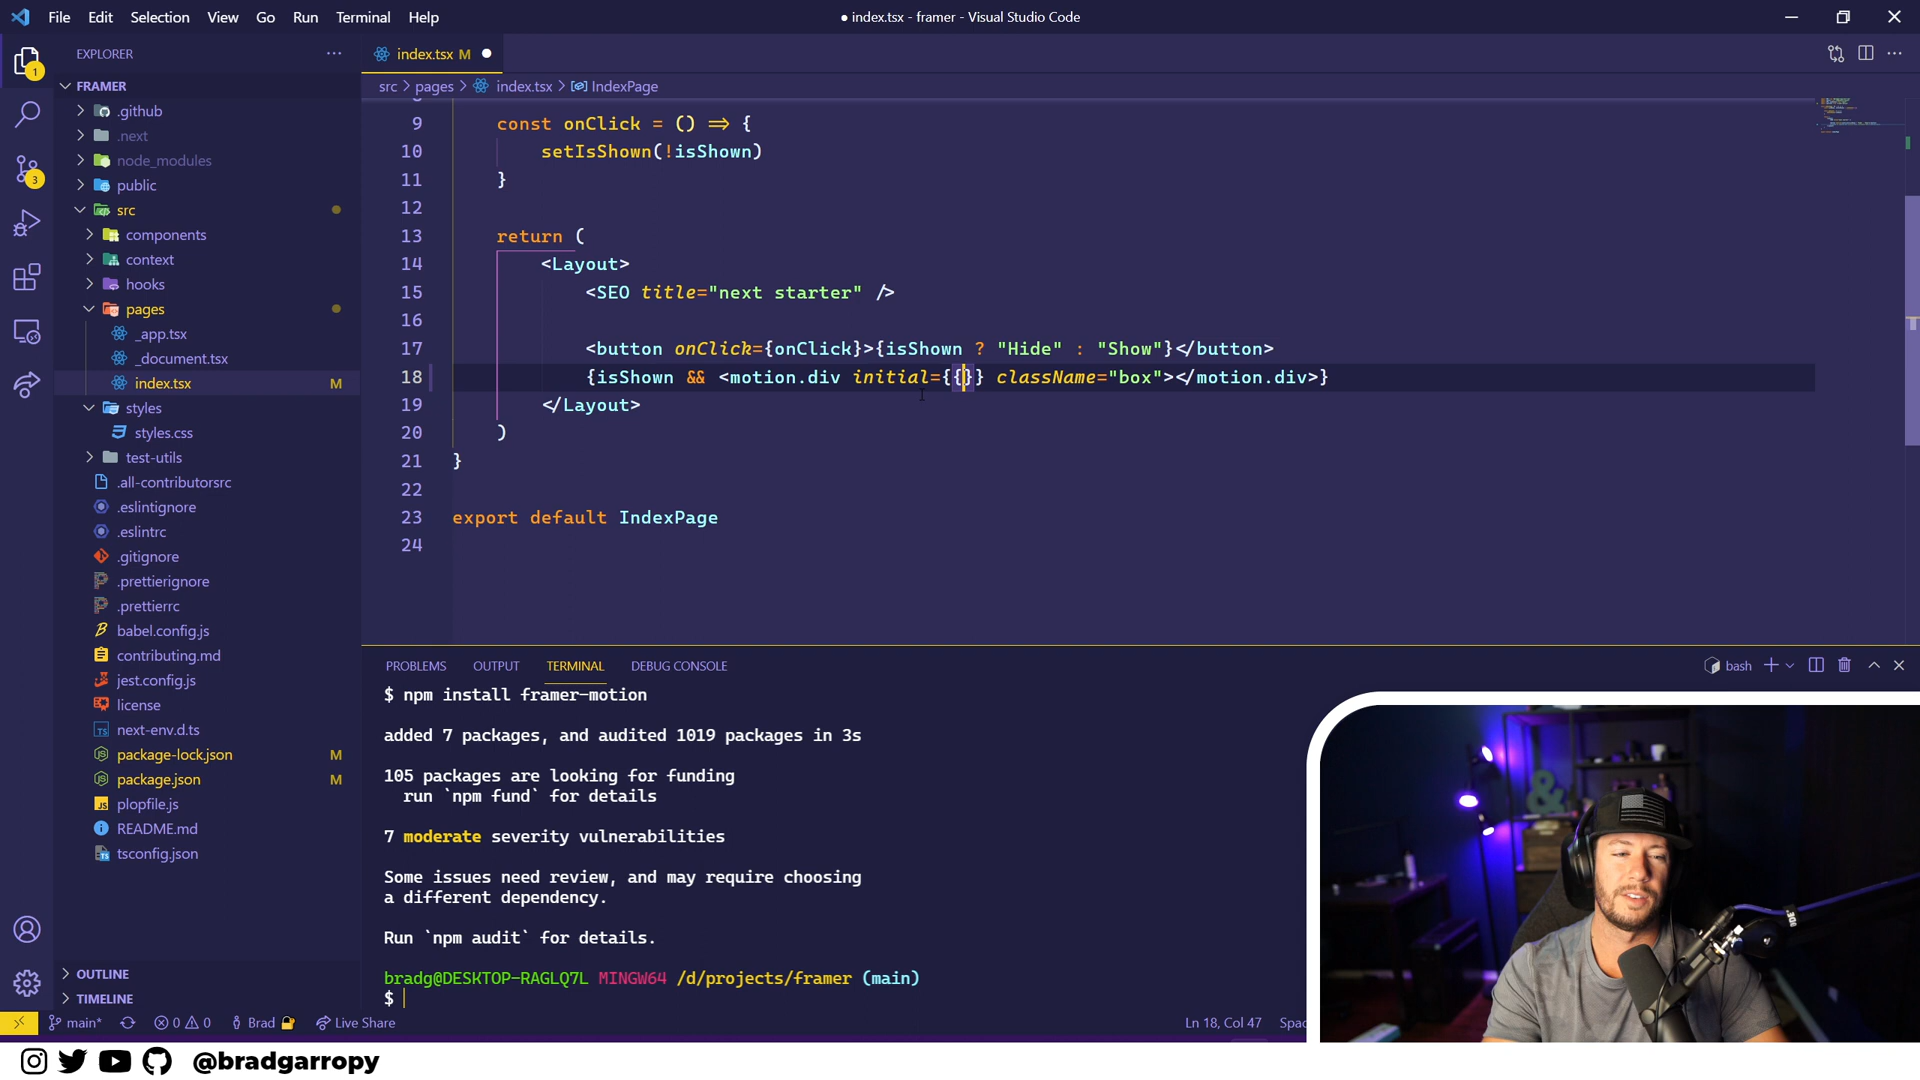 File Edit Selection View Go Run Terminal Help
● index.tsx - framer - Visual Studio Code
EXPLORER
FRAMER
.github
.next
node_modules
public
src
components
context
hooks
pages
_app.tsx
_document.tsx
index.tsx M
styles
styles.css
test-utils
.all-contributorsrc
.eslintignore
.eslintrc
.gitignore
.prettierignore
.prettierrc
babel.config.js
contributing.md
jest.config.js
license
next-env.d.ts
package-lock.json M
package.json M
plopfile.js
README.md
tsconfig.json
OUTLINE
TIMELINE
1
3
index.tsx M
src > pages > index.tsx > IndexPage
9 const onClick = () => {
10 setIsShown(!isShown)
11 }
12
13 return (
14 <Layout>
15 <SEO title="next starter" />
16
17 <button onClick={onClick}>{isShown ? "Hide" : "Show"}</button>
18 {isShown && <motion.div initial={{}} className="box"></motion.div>}
19 </Layout>
20 )
21 }
22
23 export default IndexPage
24
PROBLEMS OUTPUT TERMINAL DEBUG CONSOLE
bash
$ npm install framer-motion
added 7 packages, and audited 1019 packages in 3s
105 packages are looking for funding
run `npm fund` for details
7 moderate severity vulnerabilities
Some issues need review, and may require choosing
a different dependency.
Run `npm audit` for details.
bradg@DESKTOP-RAGLQ7L MINGW64 /d/projects/framer (main)
$
main* 0 0 Brad Live Share
Ln 18, Col 47 Spac
@bradgarropy